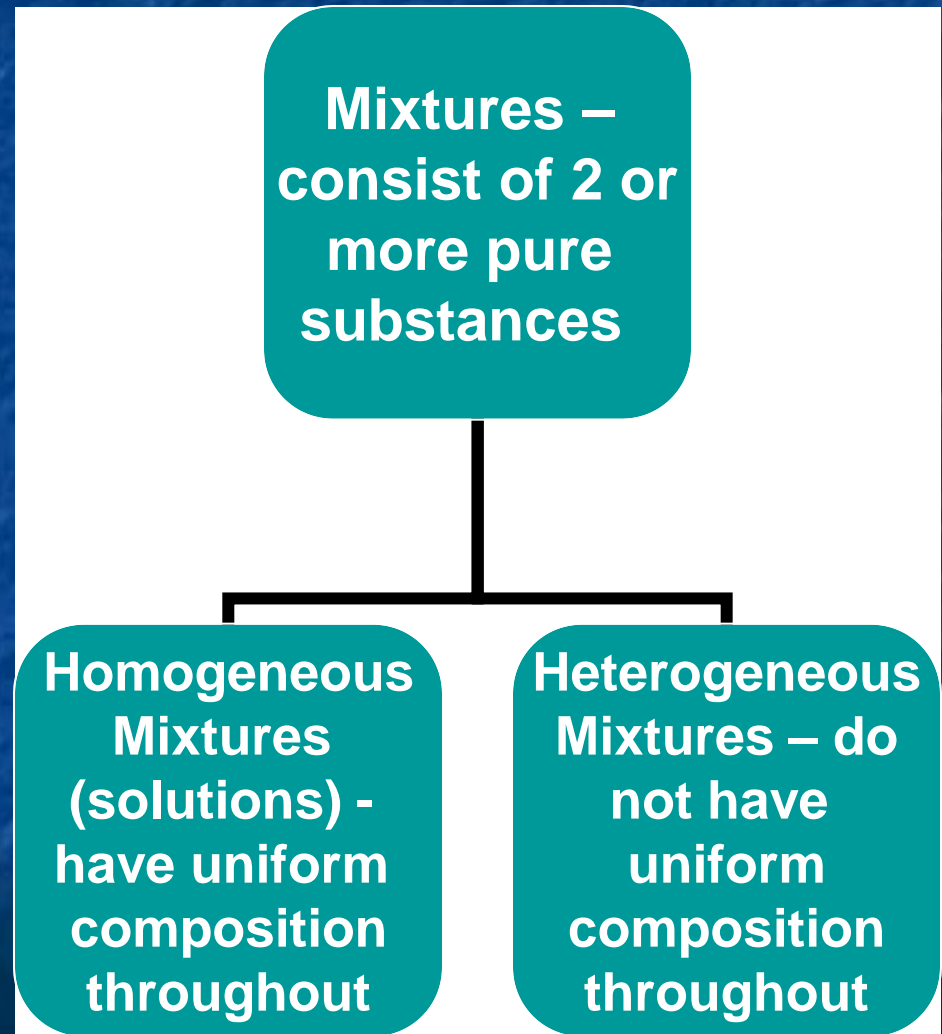 Mixtures –
consist of 2 or
more pure
substances
Homogeneous
Mixtures
(solutions) -
have uniform
composition
throughout
Heterogeneous
Mixtures – do
not have
uniform
composition
throughout